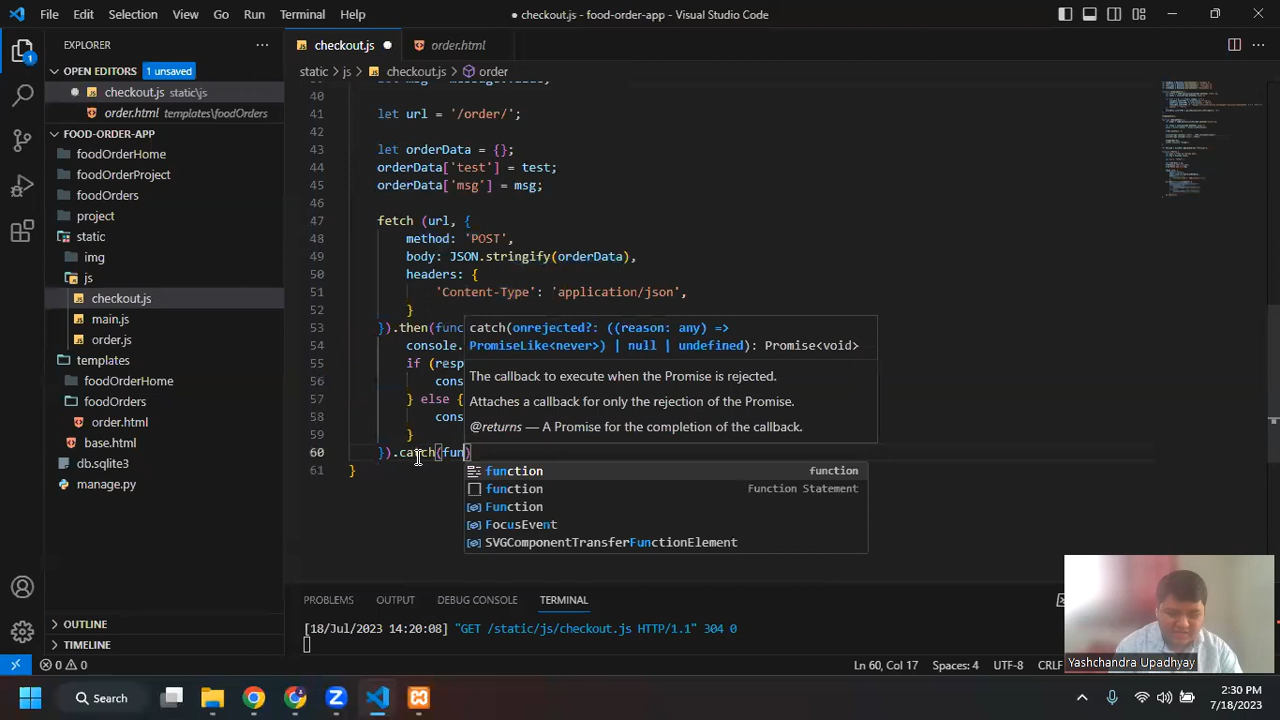 File Edit Selection View Go Run Terminal Help
● checkout.js - food-order-app - Visual Studio Code
EXPLORER
OPEN EDITORS 1 unsaved
checkout.js static\js
order.html templates\foodOrders
FOOD-ORDER-APP
foodOrderHome
foodOrderProject
foodOrders
project
static
img
js
checkout.js
main.js
order.js
templates
foodOrderHome
foodOrders
order.html
base.html
db.sqlite3
manage.py
OUTLINE
TIMELINE
checkout.js ●
order.html
static > js > checkout.js > order
40
41 let url = '/order/';
42
43 let orderData = {};
44 orderData['test'] = test;
45 orderData['msg'] = msg;
46
47 fetch (url, {
48 method: 'POST',
49 body: JSON.stringify(orderData),
50 headers: {
51 'Content-Type': 'application/json',
52 }
53 }).then(func
54 console.
55 if (resp
56 cons
57 } else {
58 cons
59 }
60 }).catch(fun)
61 }
catch(onrejected?: ((reason: any) =>
PromiseLike<never>) | null | undefined): Promise<void>
The callback to execute when the Promise is rejected.
Attaches a callback for only the rejection of the Promise.
@returns — A Promise for the completion of the callback.
function function
function Function Statement
Function
FocusEvent
SVGComponentTransferFunctionElement
PROBLEMS OUTPUT DEBUG CONSOLE TERMINAL
[18/Jul/2023 14:20:08] "GET /static/js/checkout.js HTTP/1.1" 304 0
Yashchandra Upadhyay
0 0 Ln 60, Col 17 Spaces: 4 UTF-8 CRLF
Search
2:30 PM
7/18/2023